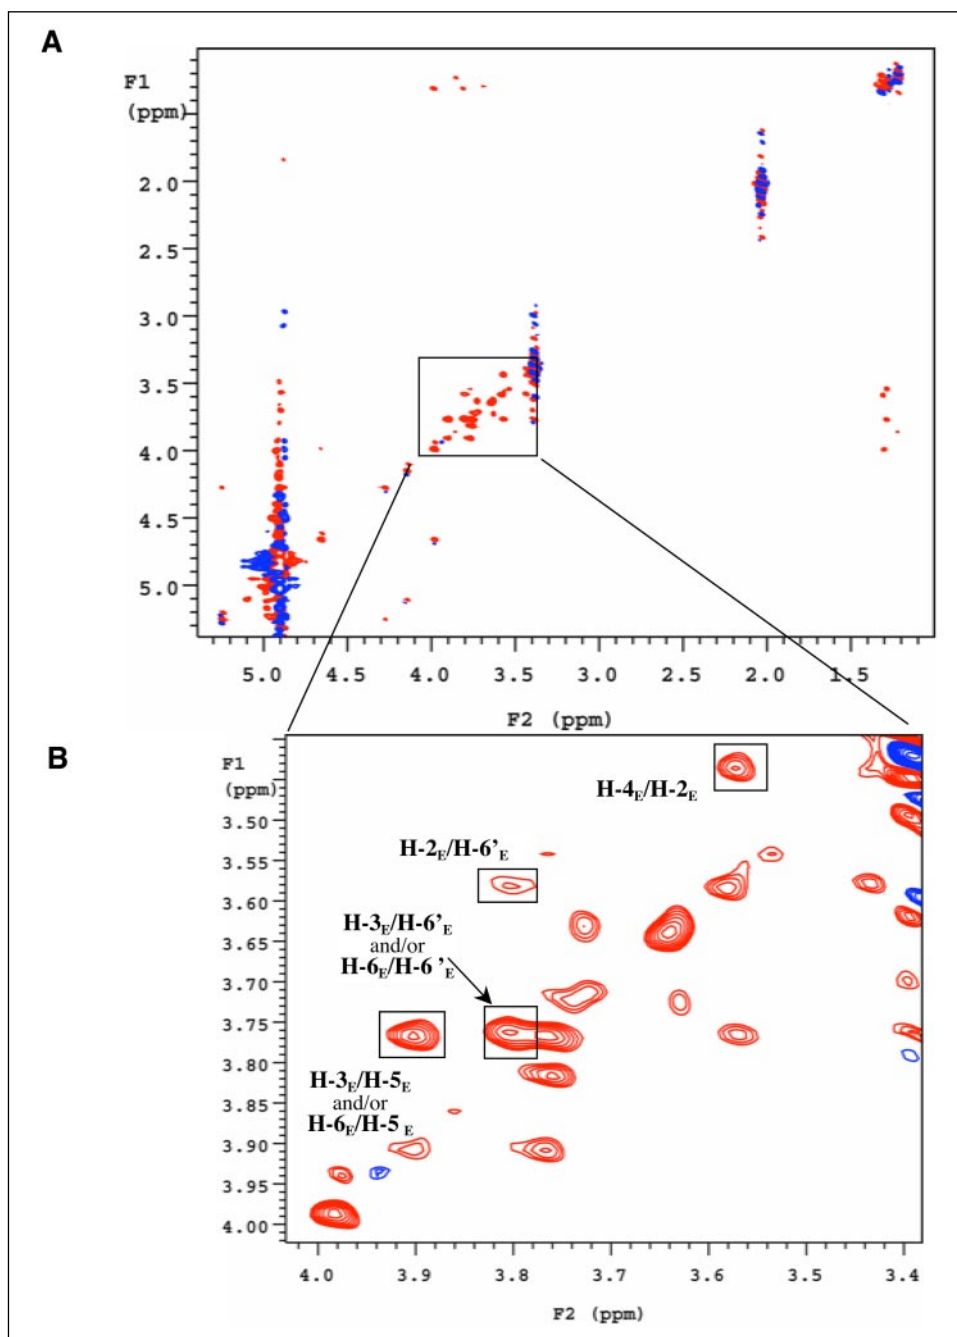 A
F1
(ppm)
2.0
2.5
3.0
3.5
4.0
4.5
5.0
5.0 4.5 4.0 3.5 3.0 2.5 2.0 1.5
F2 (ppm)
B
F1
(ppm)
3.50
3.55
3.60
3.65
3.70
3.75
3.80
3.85
3.90
3.95
4.00
H-4E/H-2E
H-2E/H-6'E
H-3E/H-6'E
and/or
H-6E/H-6'E
H-3E/H-5E
and/or
H-6E/H-5E
4.0 3.9 3.8 3.7 3.6 3.5 3.4
F2 (ppm)